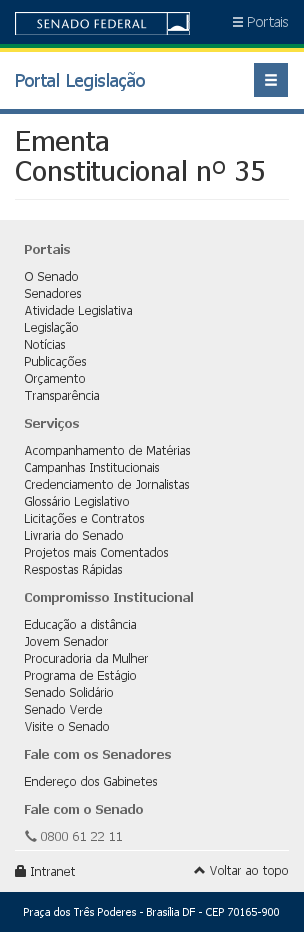 SENADO FEDERAL
Portais
Portal Legislação
Ementa
Constitucional nº 35
Portais
O Senado
Senadores
Atividade Legislativa
Legislação
Notícias
Publicações
Orçamento
Transparência
Serviços
Acompanhamento de Matérias
Campanhas Institucionais
Credenciamento de Jornalistas
Glossário Legislativo
Licitações e Contratos
Livraria do Senado
Projetos mais Comentados
Respostas Rápidas
Compromisso Institucional
Educação a distância
Jovem Senador
Procuradoria da Mulher
Programa de Estágio
Senado Solidário
Senado Verde
Visite o Senado
Fale com os Senadores
Endereço dos Gabinetes
Fale com o Senado
0800 61 22 11
Intranet
Voltar ao topo
Praça dos Três Poderes - Brasília DF - CEP 70165-900